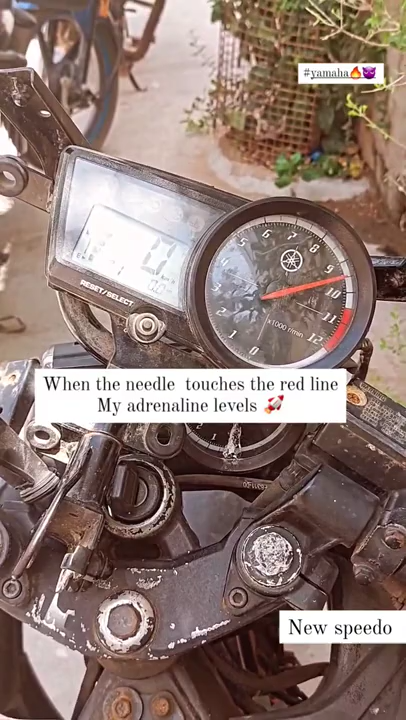 #yamaha🔥😈
RESET/SELECT
0
1
2
3
4
5
6
7
8
9
10
11
12
x1000 r/min
When the needle touches the red line
My adrenaline levels 🚀
New speedo